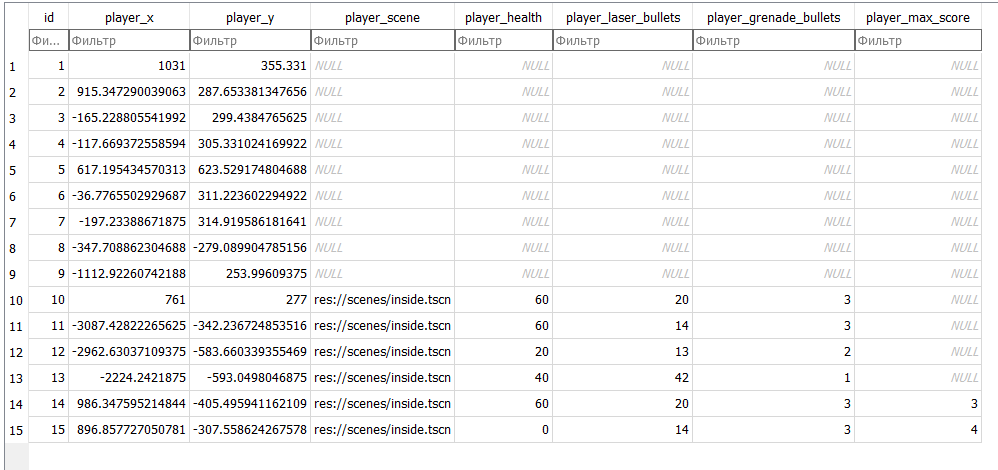 id player_x player_y player_scene player_health player_laser_bullets player_grenade_bullets player_max_score
Фи... Фильтр Фильтр Фильтр Фильтр Фильтр Фильтр Фильтр
1 1 1031 355.331 NULL NULL NULL NULL NULL
2 2 915.347290039063 287.653381347656 NULL NULL NULL NULL NULL
3 3 -165.228805541992 299.4384765625 NULL NULL NULL NULL NULL
4 4 -117.669372558594 305.331024169922 NULL NULL NULL NULL NULL
5 5 617.195434570313 623.529174804688 NULL NULL NULL NULL NULL
6 6 -36.7765502929687 311.223602294922 NULL NULL NULL NULL NULL
7 7 -197.23388671875 314.919586181641 NULL NULL NULL NULL NULL
8 8 -347.708862304688 -279.089904785156 NULL NULL NULL NULL NULL
9 9 -1112.92260742188 253.99609375 NULL NULL NULL NULL NULL
10 10 761 277 res://scenes/inside.tscn 60 20 3 NULL
11 11 -3087.42822265625 -342.236724853516 res://scenes/inside.tscn 60 14 3 NULL
12 12 -2962.63037109375 -583.660339355469 res://scenes/inside.tscn 20 13 2 NULL
13 13 -2224.2421875 -593.0498046875 res://scenes/inside.tscn 40 42 1 NULL
14 14 986.347595214844 -405.495941162109 res://scenes/inside.tscn 60 20 3 3
15 15 896.857727050781 -307.558624267578 res://scenes/inside.tscn 0 14 3 4